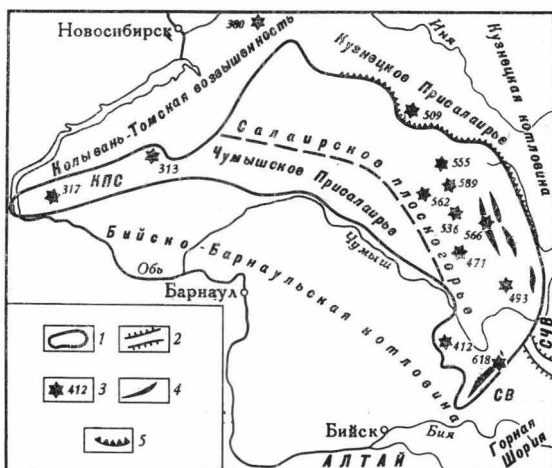 Новосибирск
380
Иня
Кузнецкая котловина
Колывань-Томская возвышенность
Кузнецкое Присалаирье
509
Салаирское плоскогорье
555
589
562
536
566
471
493
313
317
КПС
Чумышское Присалаирье
Бийско-Барнаульская котловина
Чумыш
Обь
Барнаул
412
618
СЧВ
СВ
Бийск
Бия
Горная
Шория
АЛТАЙ
1
2
412
3
4
5